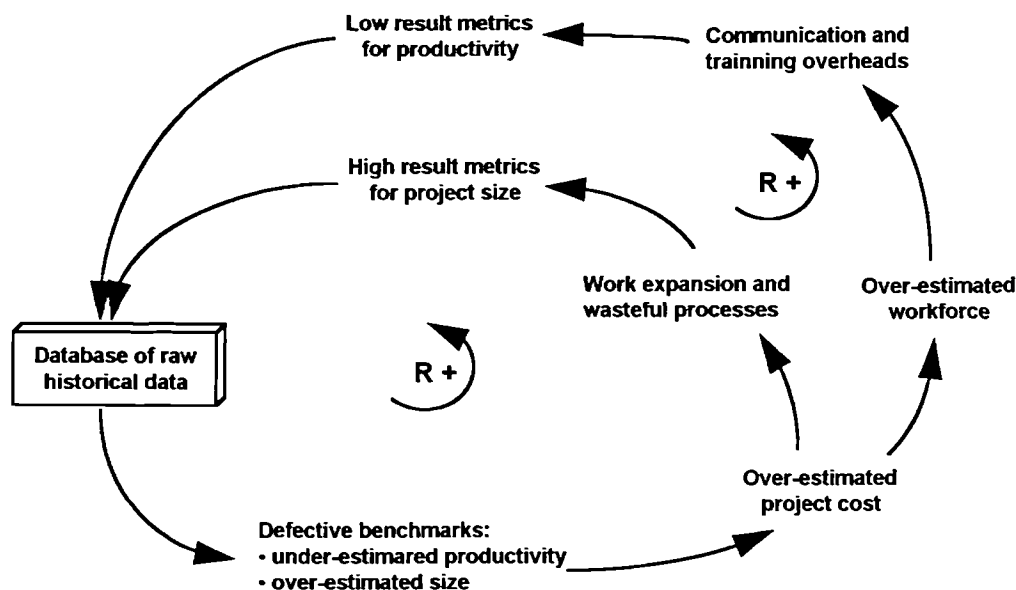 Low result metrics
for productivity
Communication and
trainning overheads
High result metrics
for project size
R +
Work expansion and
wasteful processes
Over-estimated
workforce
Database of raw
historical data
R +
Over-estimated
project cost
Defective benchmarks:
• under-estimared productivity
• over-estimated size